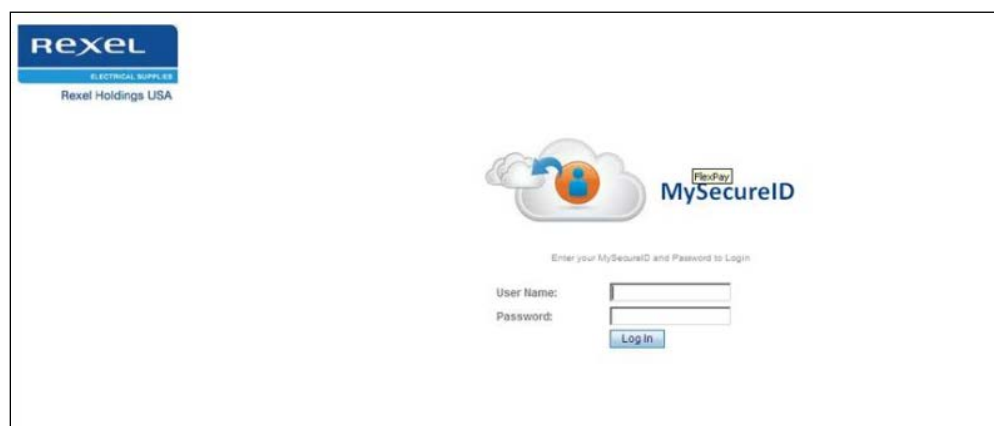 Rexel
ELECTRICAL SUPPLIES
Rexel Holdings USA
FlexPay
MySecureID
Enter your MySecureID and Password to Login
User Name:
Password:
Log In